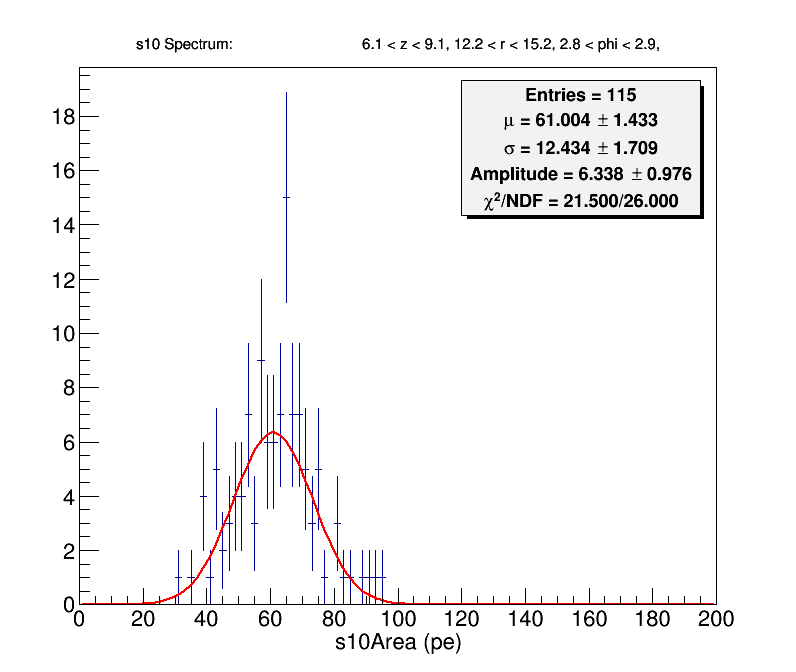 s10 Spectrum: 6.1 < z < 9.1, 12.2 < r < 15.2, 2.8 < phi < 2.9,
Entries = 115
μ = 61.004 ± 1.433
σ = 12.434 ± 1.709
Amplitude = 6.338 ± 0.976
χ²/NDF = 21.500/26.000
18
16
14
12
10
8
6
4
2
0
0 20 40 60 80 100 120 140 160 180 200
s10Area (pe)